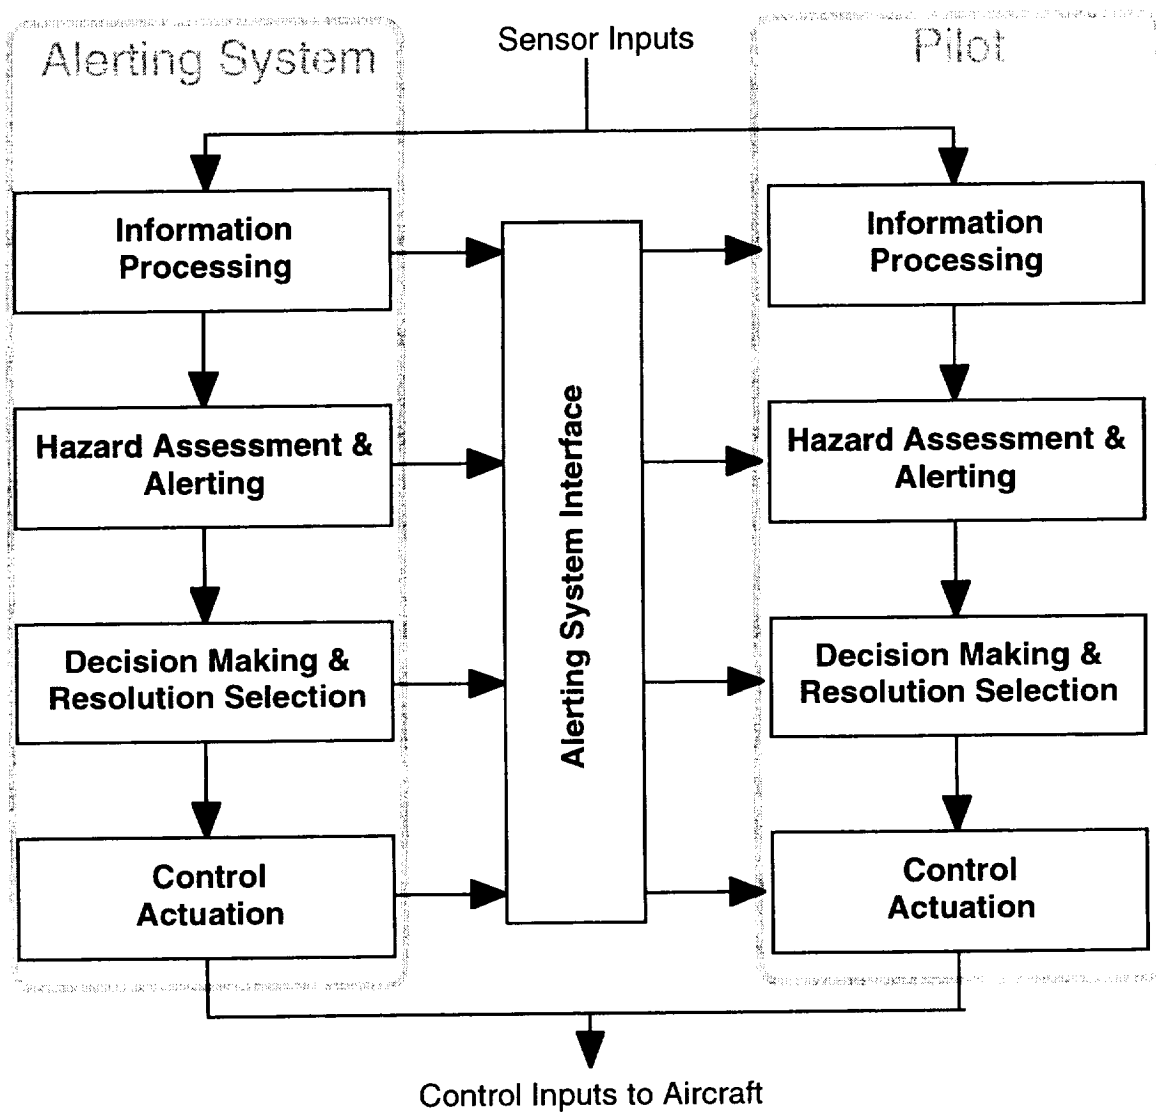 Sensor Inputs
Alerting System
Pilot
Information
Processing
Information
Processing
Hazard Assessment &
Alerting
Hazard Assessment &
Alerting
Alerting System Interface
Decision Making &
Resolution Selection
Decision Making &
Resolution Selection
Control
Actuation
Control
Actuation
Control Inputs to Aircraft